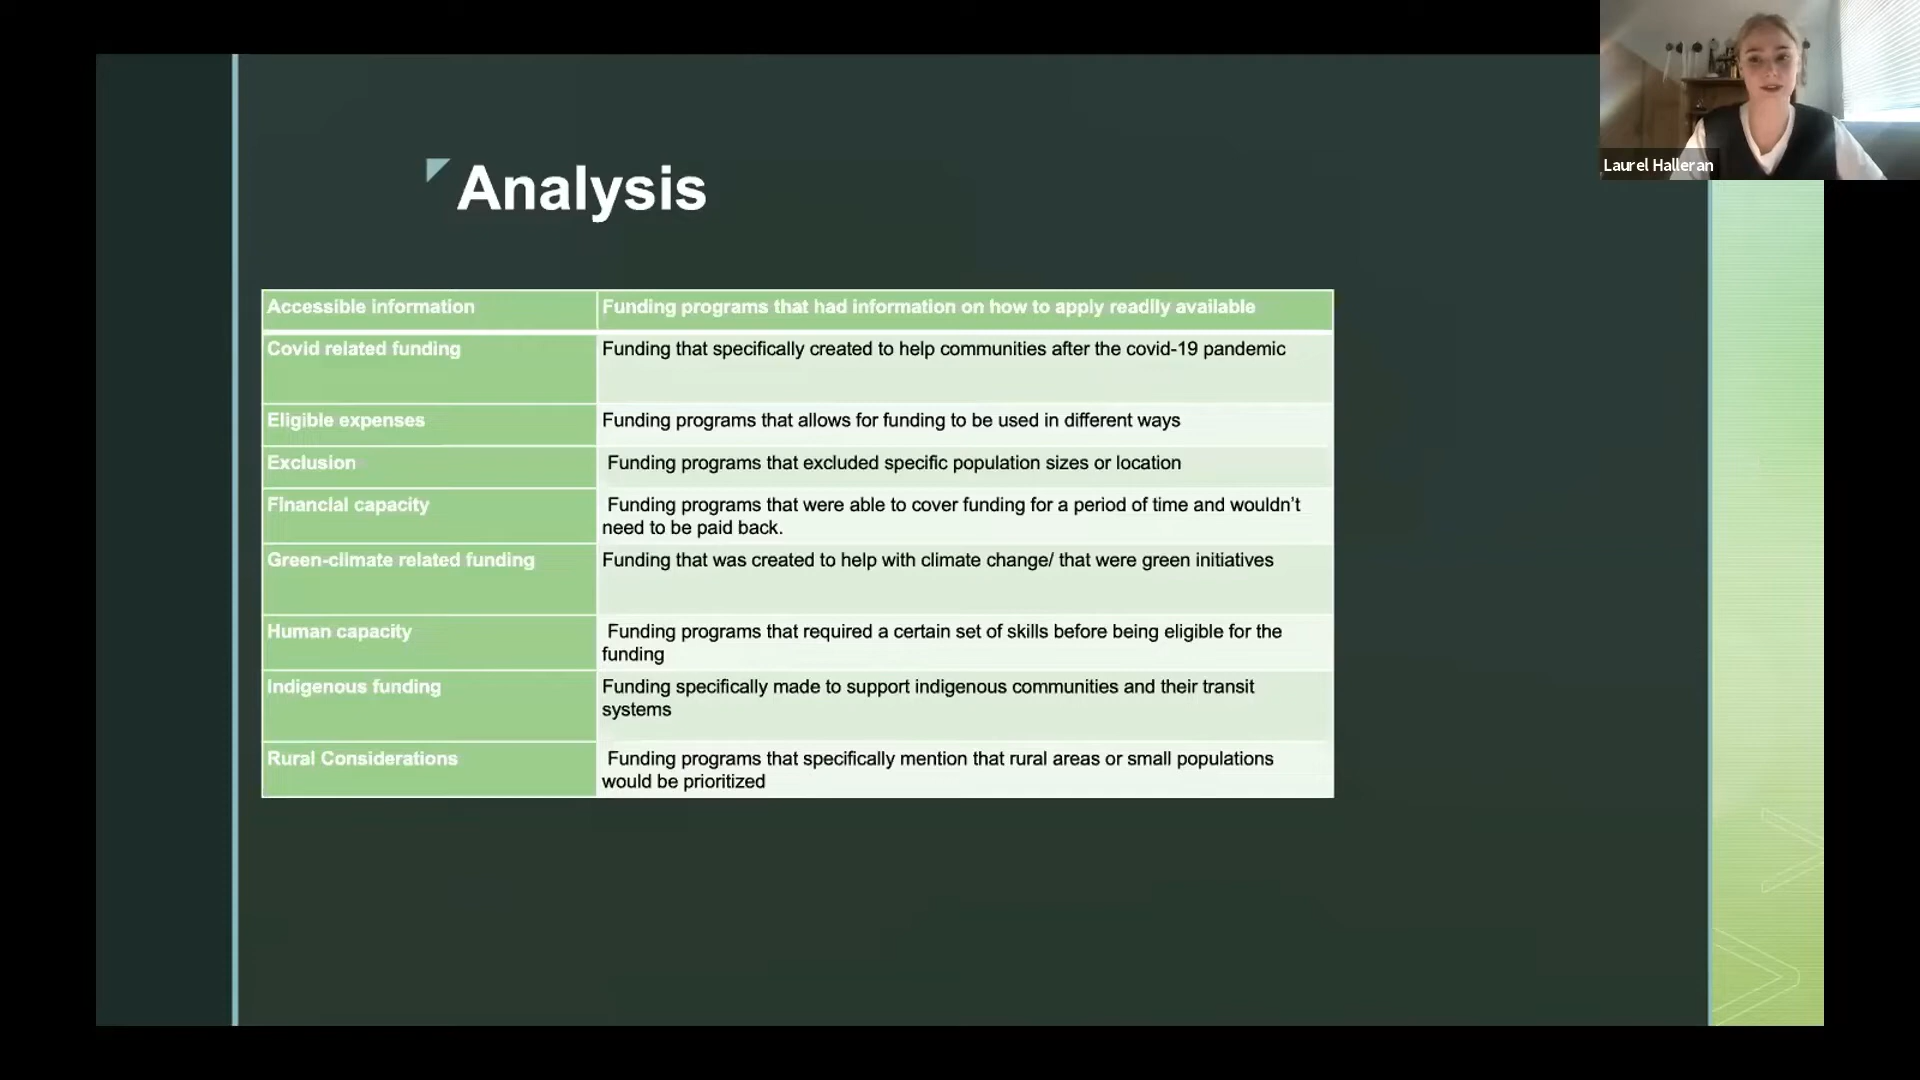 Laurel Halleran
Analysis
Accessible information
Funding programs that had information on how to apply readily available
Covid related funding
Funding that specifically created to help communities after the covid-19 pandemic
Eligible expenses
Funding programs that allows for funding to be used in different ways
Exclusion
Funding programs that excluded specific population sizes or location
Financial capacity
Funding programs that were able to cover funding for a period of time and wouldn’t
need to be paid back.
Green-climate related funding
Funding that was created to help with climate change/ that were green initiatives
Human capacity
Funding programs that required a certain set of skills before being eligible for the
funding
Indigenous funding
Funding specifically made to support indigenous communities and their transit
systems
Rural Considerations
Funding programs that specifically mention that rural areas or small populations
would be prioritized